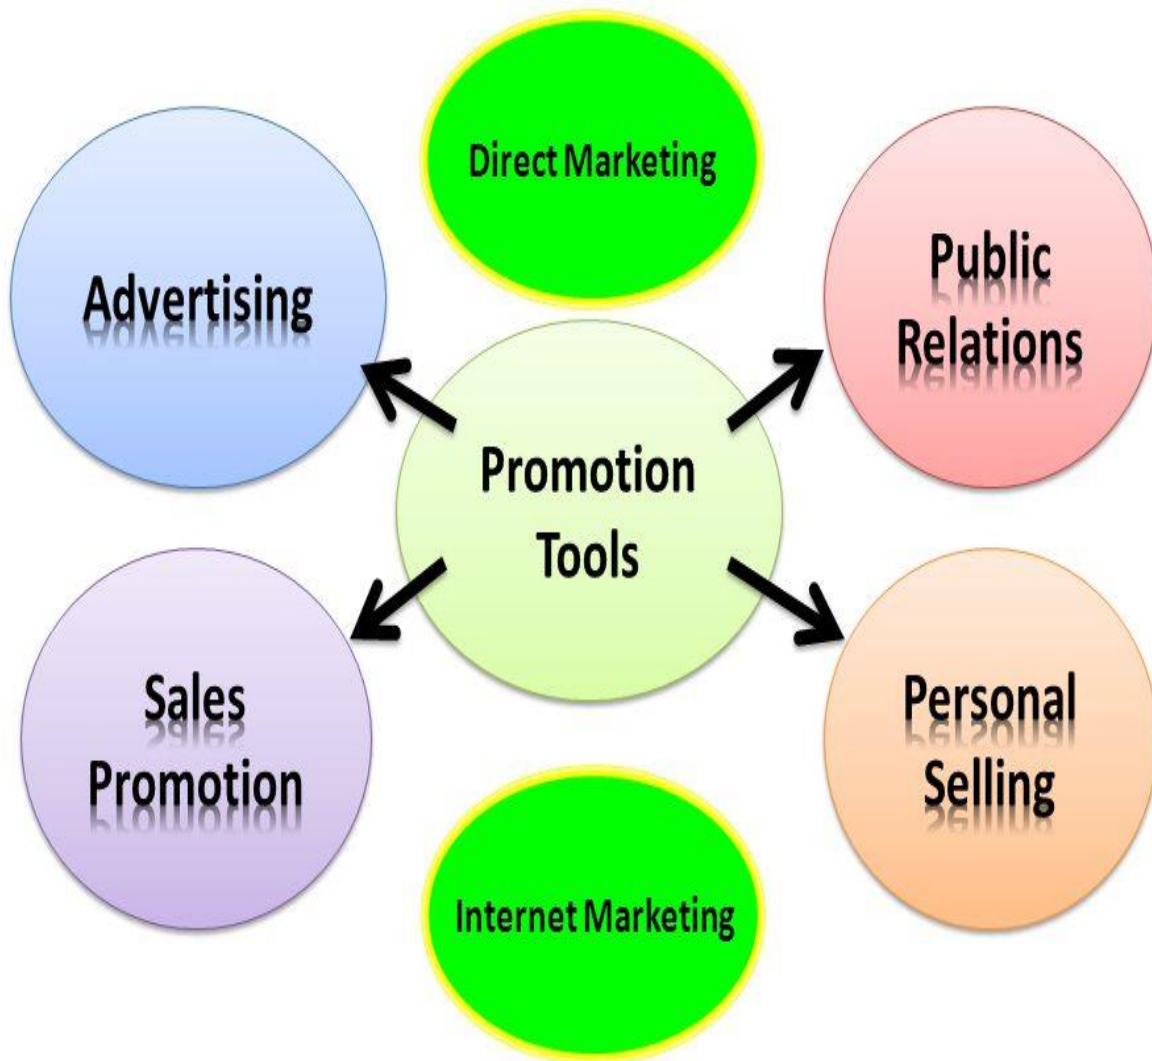 Direct Marketing
Advertising
Public
Relations
Promotion
Tools
Sales
Promotion
Personal
Selling
Internet Marketing